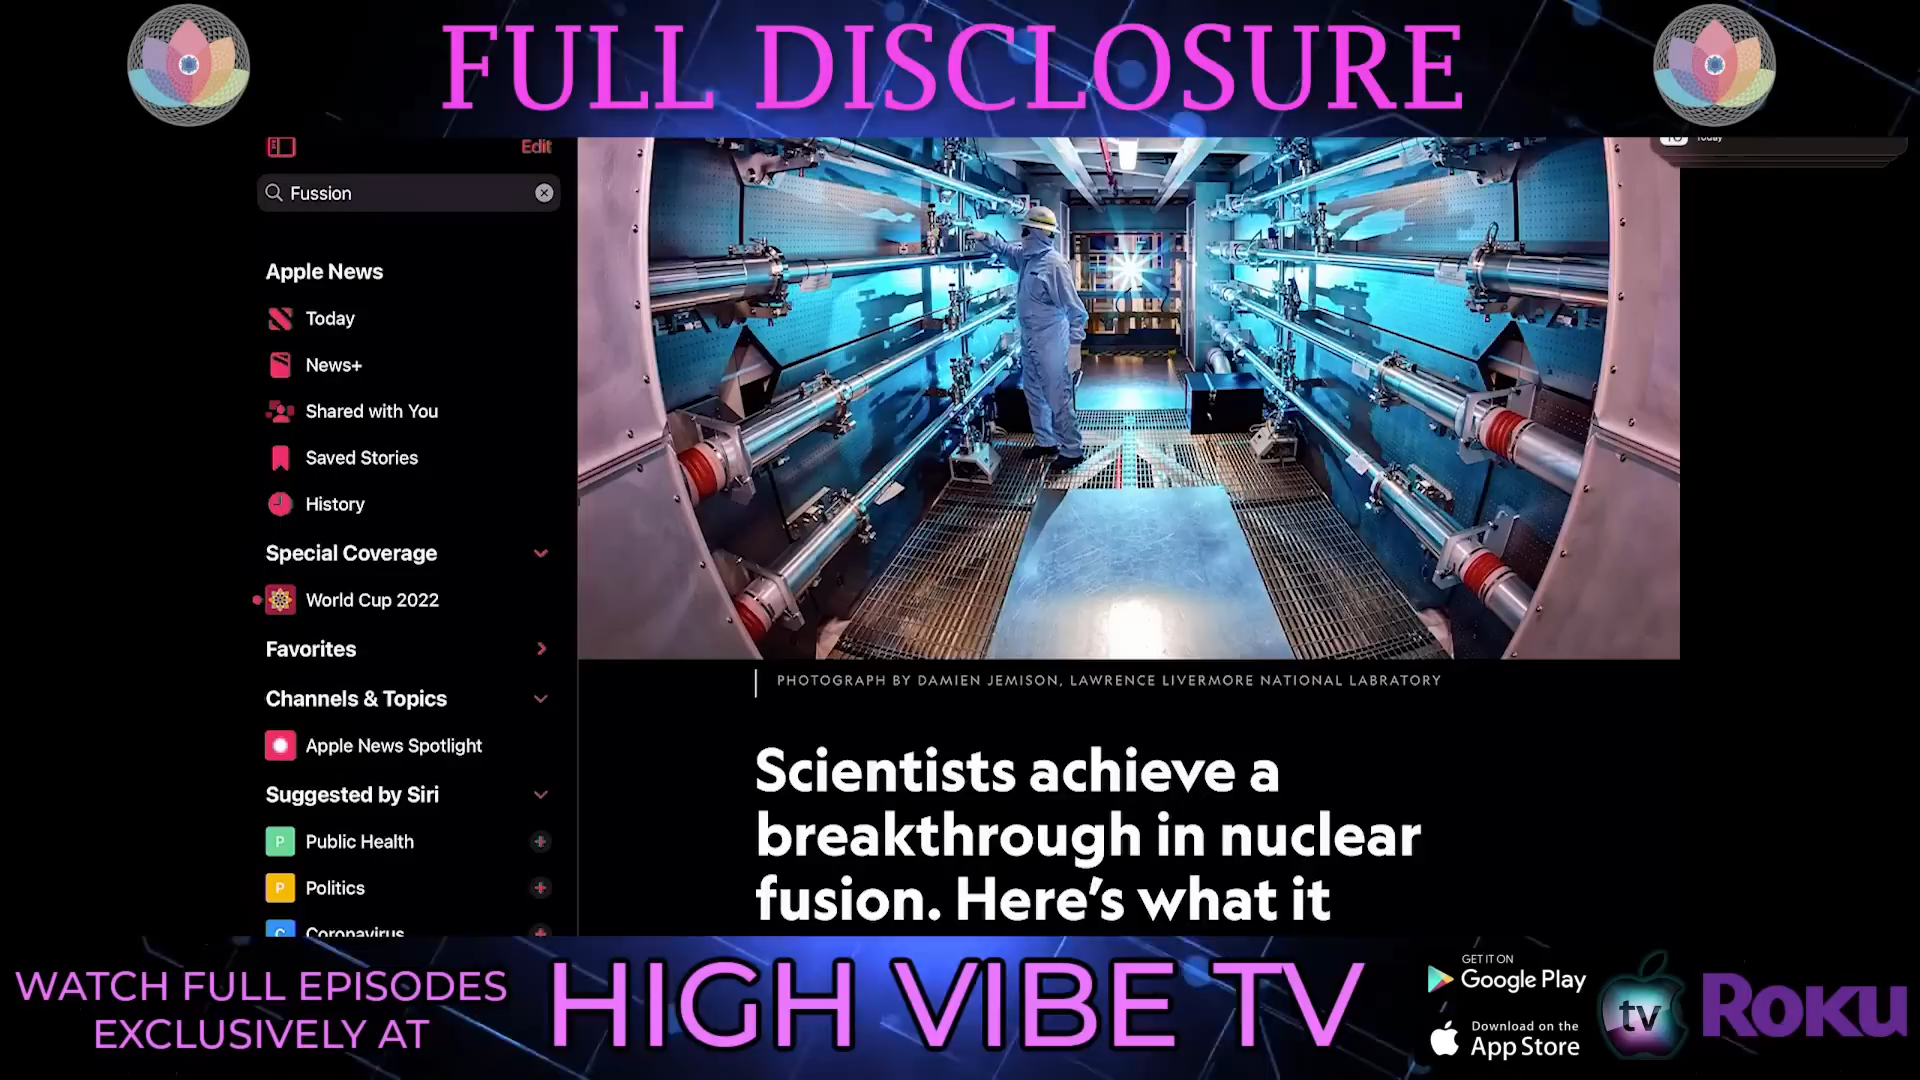 FULL DISCLOSURE
Edit
Fussion
Today
Apple News
Today
News+
Shared with You
Saved Stories
History
Special Coverage
World Cup 2022
Favorites
Channels & Topics
Apple News Spotlight
Suggested by Siri
P Public Health
P Politics
C Coronavirus
PHOTOGRAPH BY DAMIEN JEMISON, LAWRENCE LIVERMORE NATIONAL LABRATORY
Scientists achieve a
breakthrough in nuclear
fusion. Here's what it
WATCH FULL EPISODES
EXCLUSIVELY AT
HIGH VIBE TV
GET IT ON
Google Play
Download on the
App Store
tv
ROKU